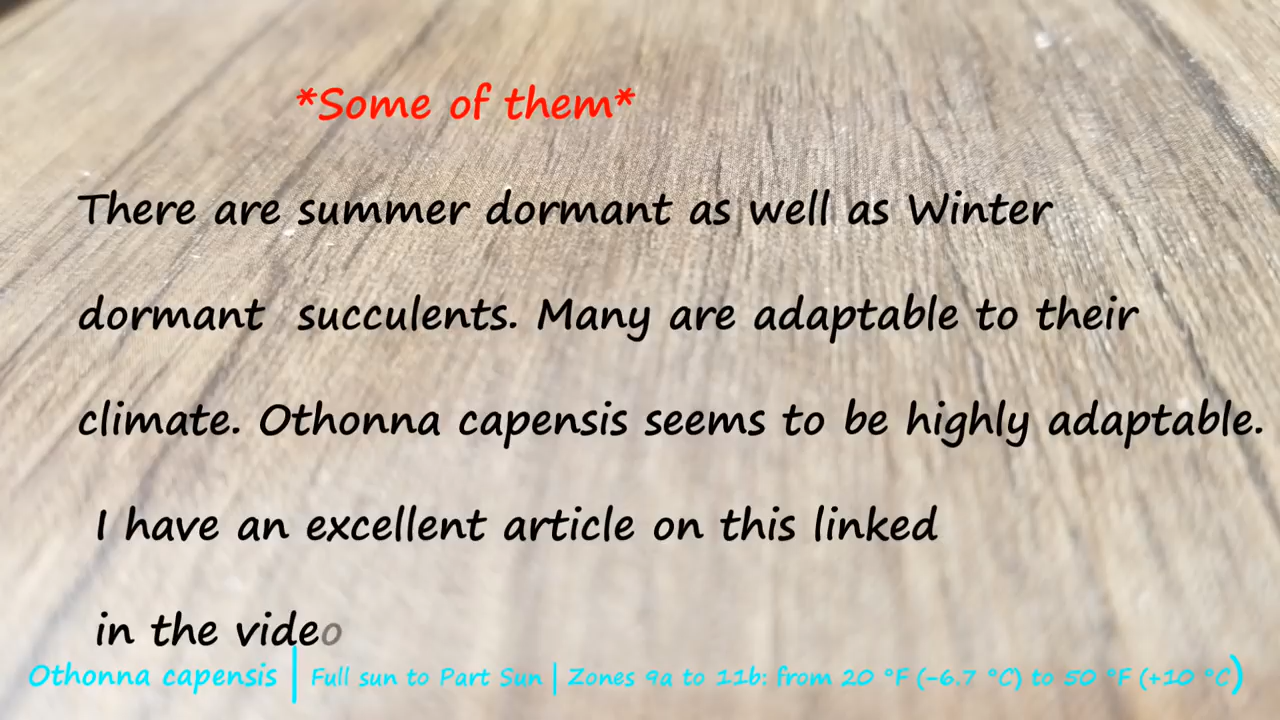 *Some of them*
There are summer dormant as well as Winter
dormant succulents. Many are adaptable to their
climate. Othonna capensis seems to be highly adaptable.
I have an excellent article on this linked
in the video
Othonna capensis | Full sun to Part Sun | Zones 9a to 11b: from 20 °F (-6.7 °C) to 50 °F (+10 °C)